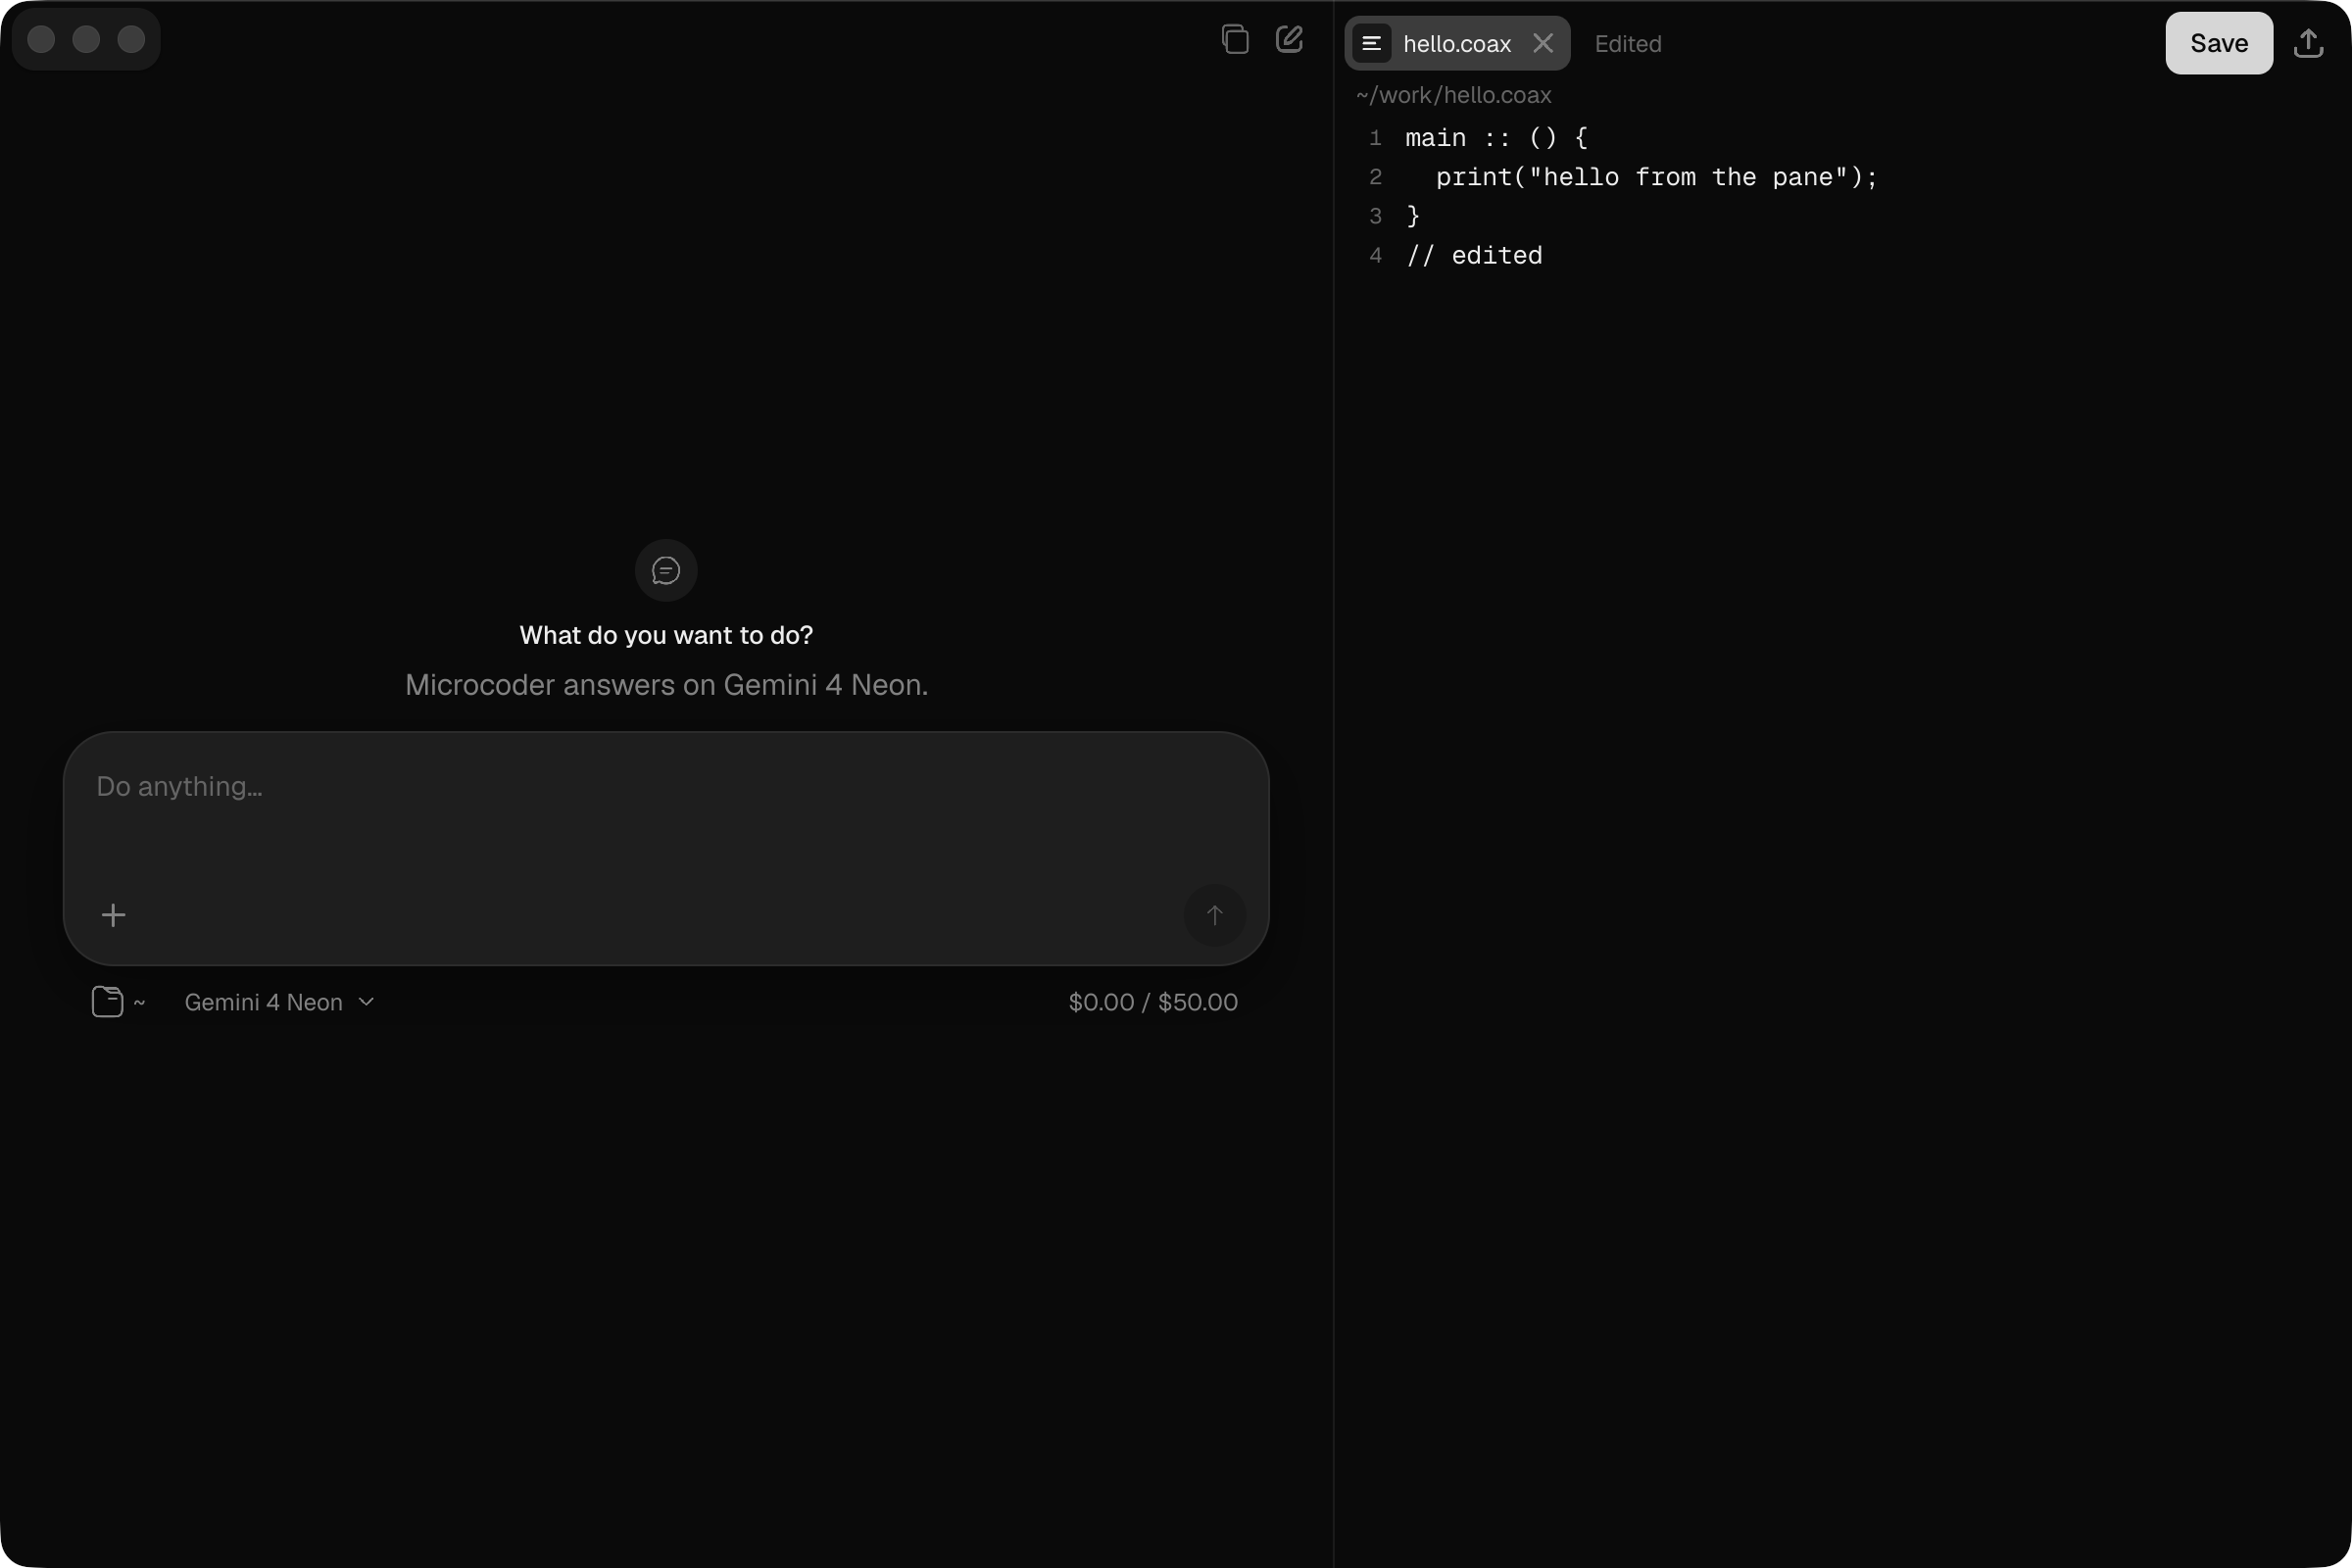 What do you want to do?
Microcoder answers on Gemini 4 Neon.
Do anything…
~ Gemini 4 Neon $0.00 / $50.00
hello.coax Edited Save
~/work/hello.coax
1 main :: () {
2   print("hello from the pane");
3 }
4 // edited